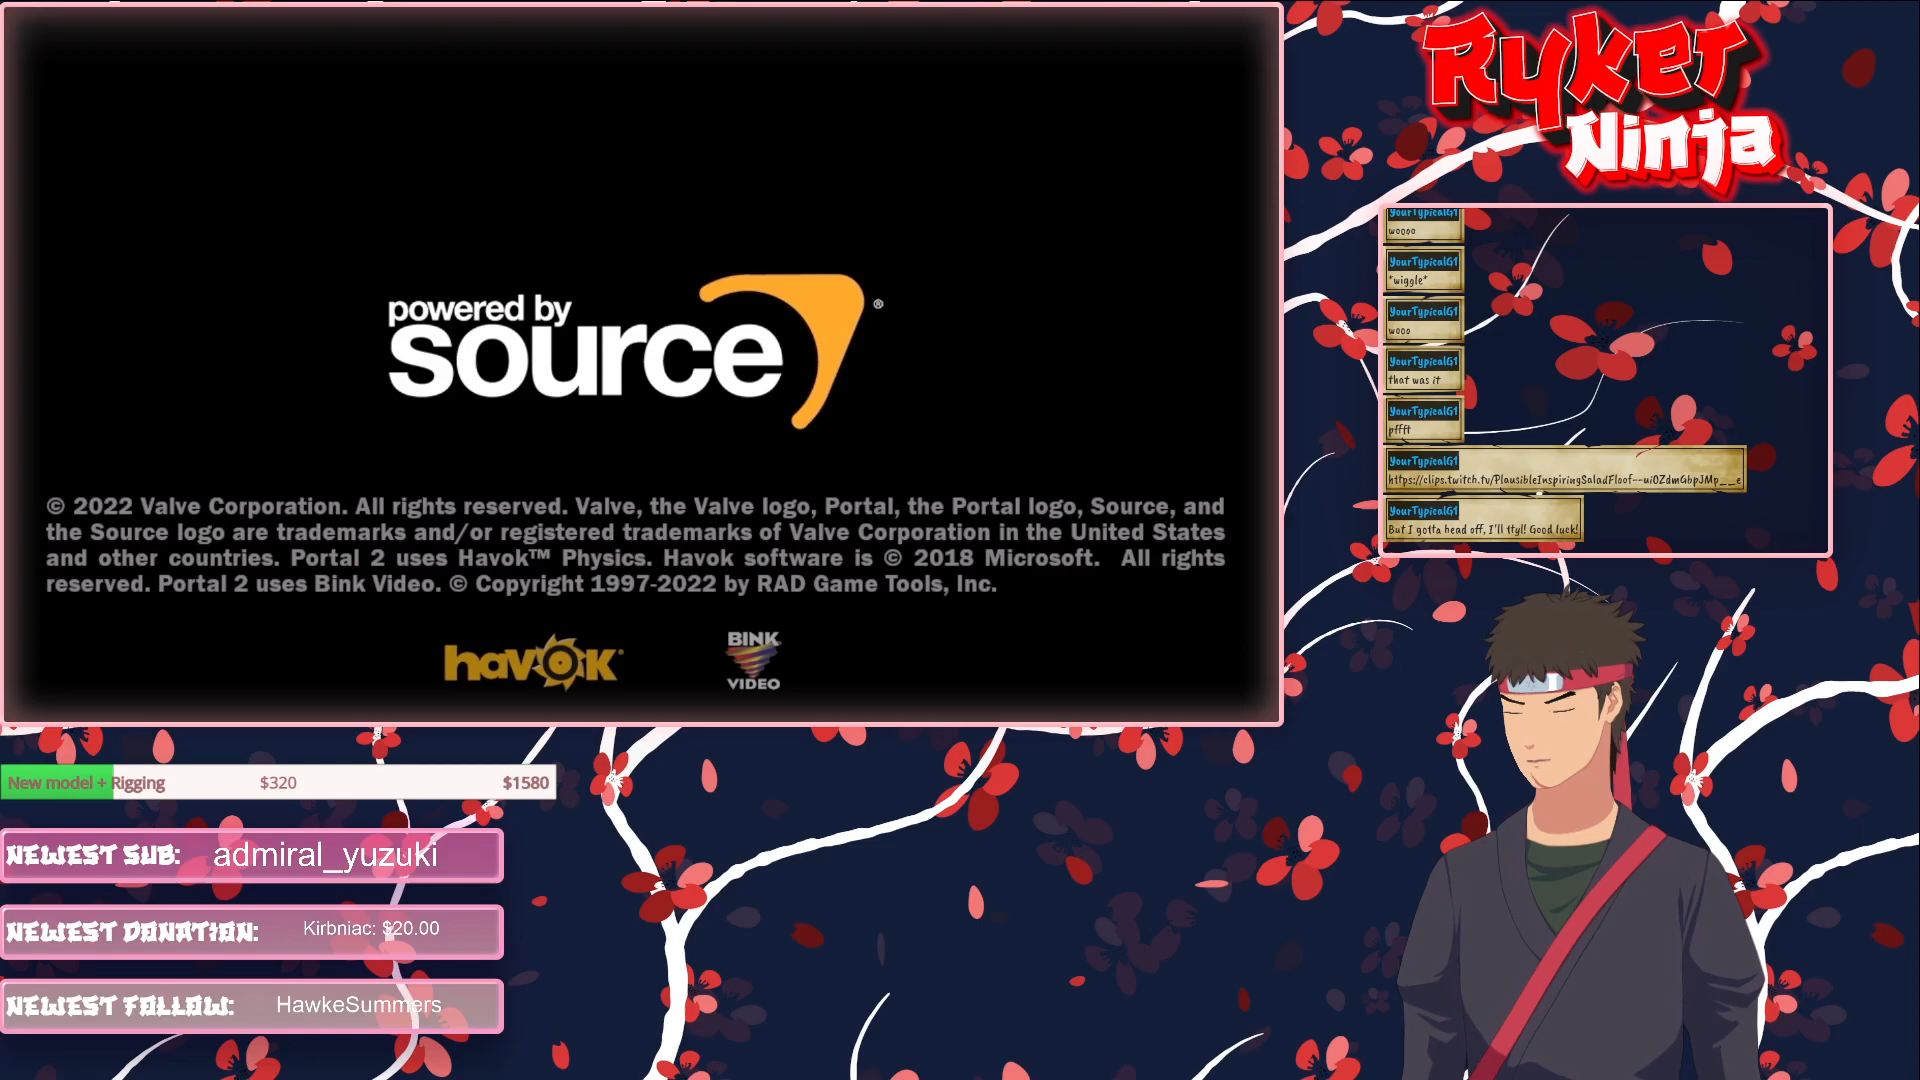 powered by
source ®
© 2022 Valve Corporation. All rights reserved. Valve, the Valve logo, Portal, the Portal logo, Source, and
the Source logo are trademarks and/or registered trademarks of Valve Corporation in the United States
and other countries. Portal 2 uses Havok™ Physics. Havok software is © 2018 Microsoft. All rights
reserved. Portal 2 uses Bink Video. © Copyright 1997-2022 by RAD Game Tools, Inc.
havok
BINK
VIDEO
Ryker
Ninja
YourTypicalG1
woooo
YourTypicalG1
*wiggle*
YourTypicalG1
wooo
YourTypicalG1
that was it
YourTypicalG1
pffft
YourTypicalG1
https://clips.twitch.tv/PlausibleInspiringSaladFloof--uiOZdmGbpJMp__e
YourTypicalG1
But I gotta head off, I'll ttyl! Good luck!
New model + Rigging $320 $1580
NEWEST SUB: admiral_yuzuki
NEWEST DONATION: Kirbniac: $20.00
NEWEST FOLLOW: HawkeSummers